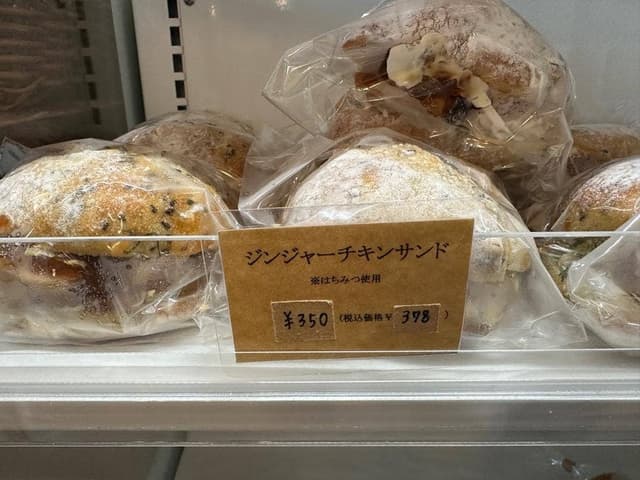 ジンジャーチキンサンド
※はちみつ使用
¥350 (税込価格¥ 378 )